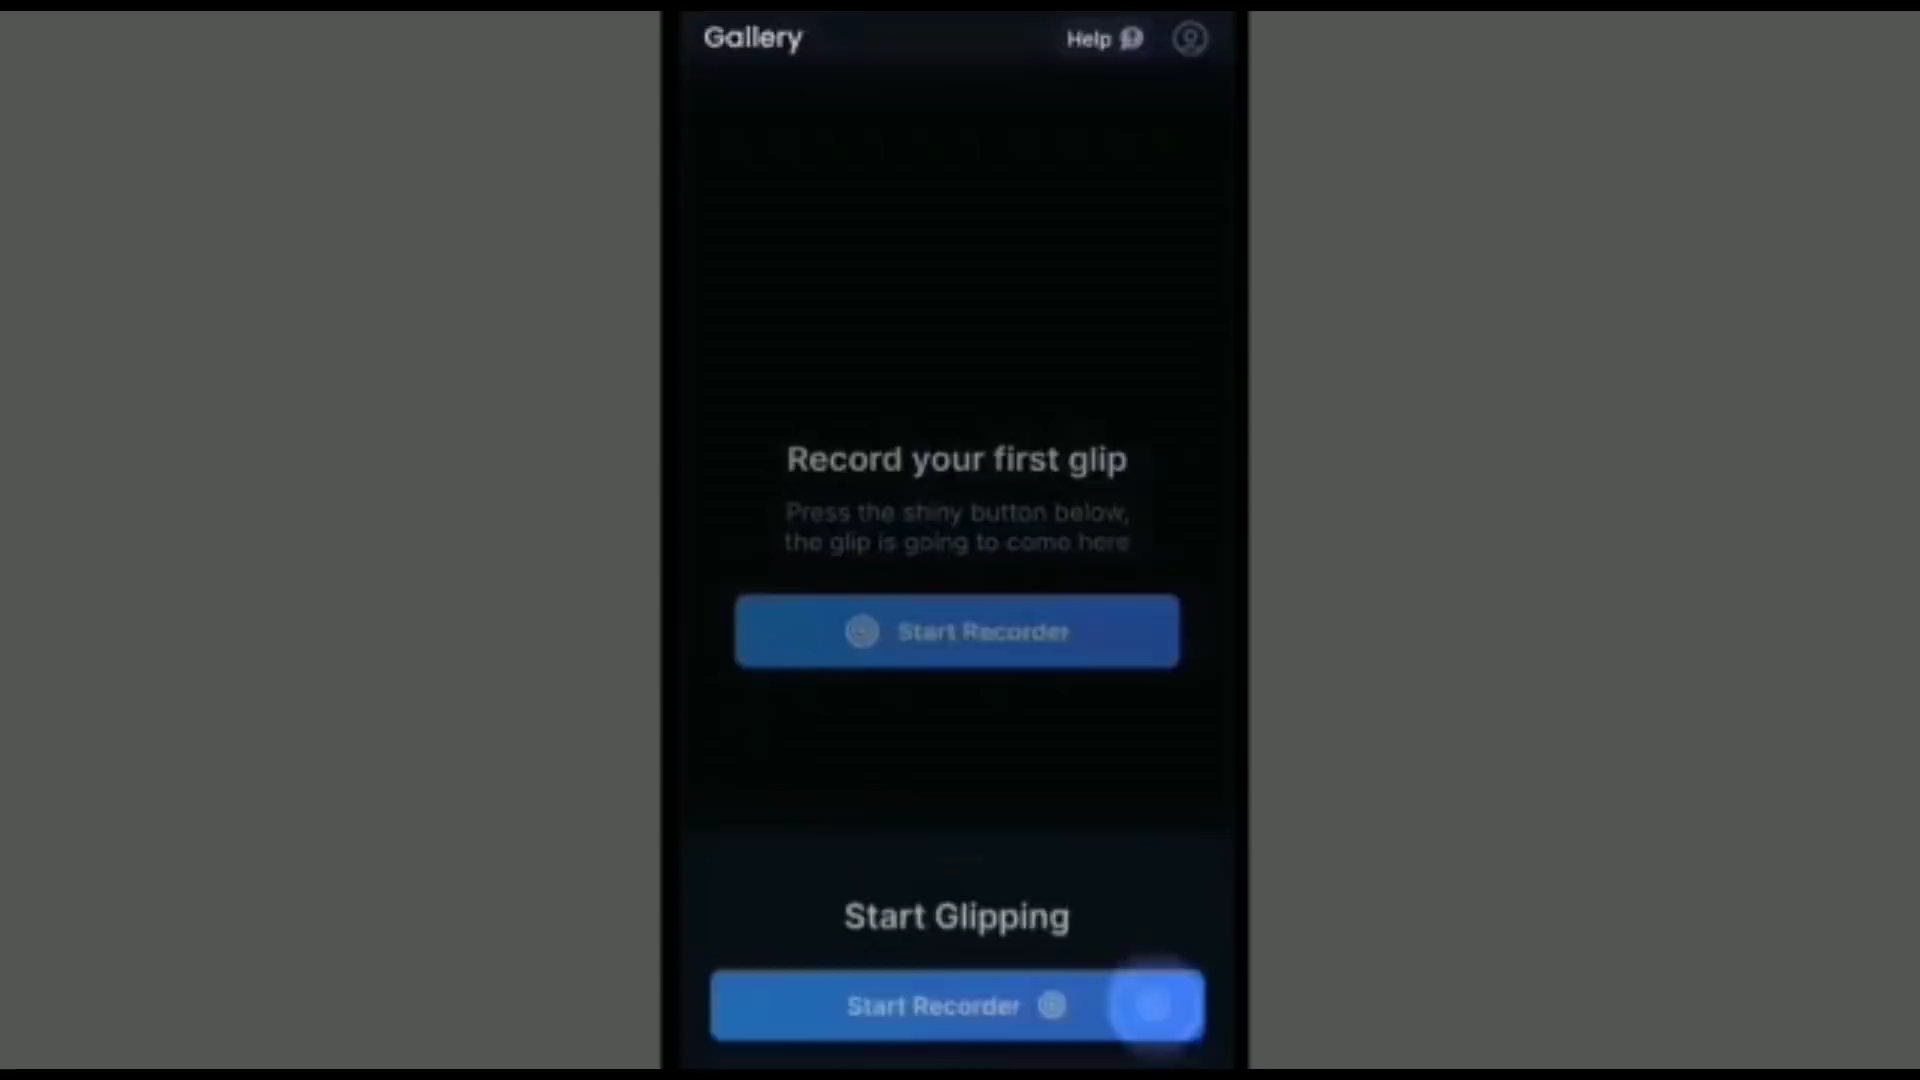 Gallery
Help
Record your first glip
Press the shiny button below,
the glip is going to come here
Start Recorder
Start Glipping
Start Recorder